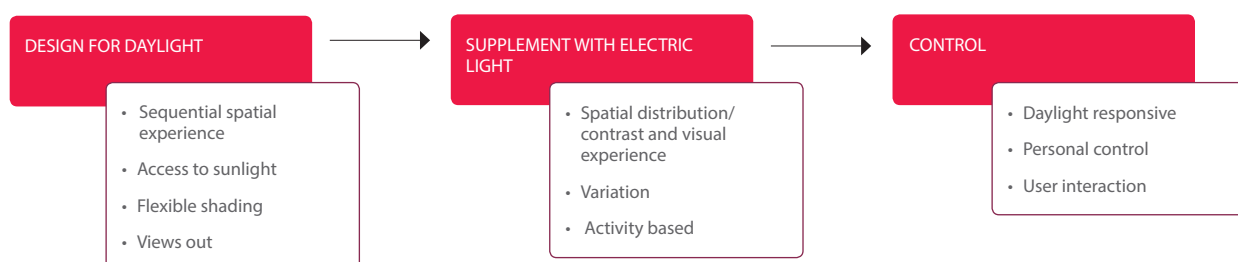 DESIGN FOR DAYLIGHT
• Sequential spatial
experience
• Access to sunlight
• Flexible shading
• Views out
SUPPLEMENT WITH ELECTRIC
LIGHT
• Spatial distribution/
contrast and visual
experience
• Variation
• Activity based
CONTROL
• Daylight responsive
• Personal control
• User interaction